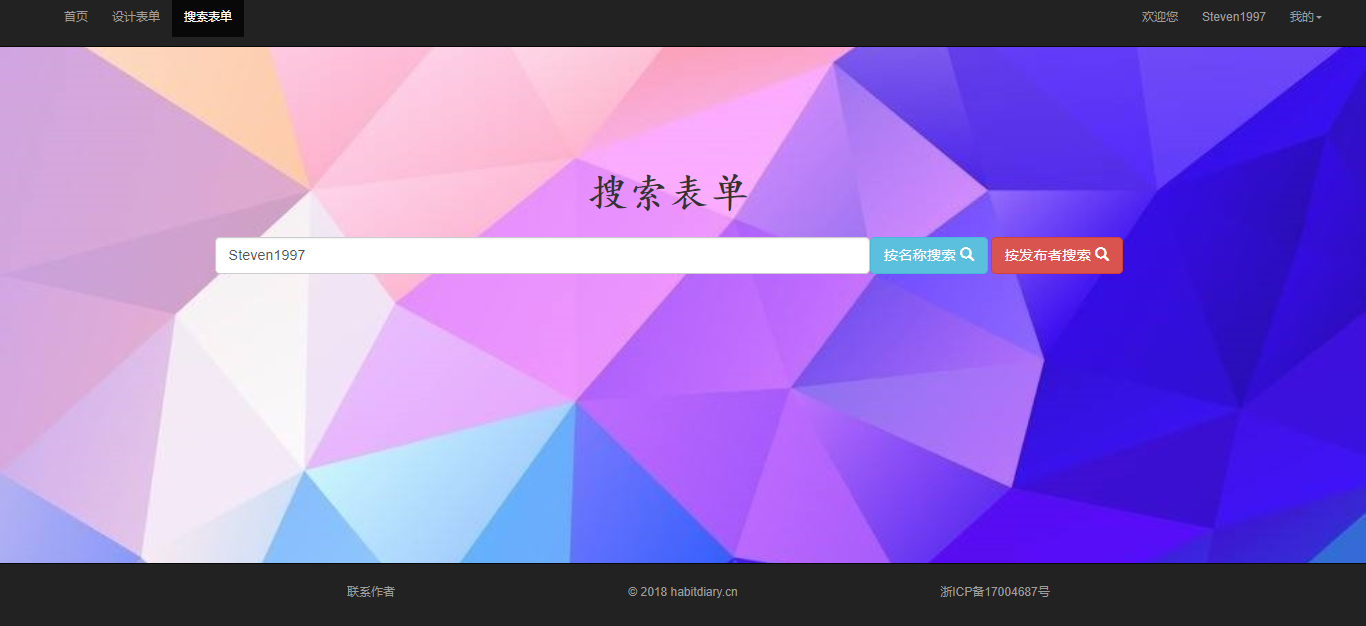 首页 设计表单 搜索表单 欢迎您 Steven1997 我的
搜索表单
Steven1997 按名称搜索 按发布者搜索
联系作者 © 2018 habitdiary.cn 浙ICP备17004687号